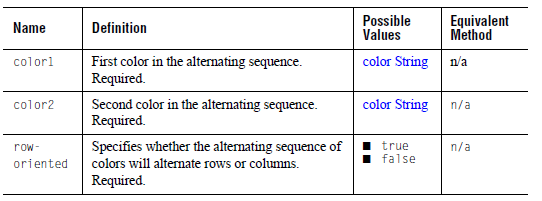 Name Definition Possible Values Equivalent Method
color1 First color in the alternating sequence. Required. color String n/a
color2 Second color in the alternating sequence. Required. color String n/a
row-oriented Specifies whether the alternating sequence of colors will alternate rows or columns. Required. ■ true ■ false n/a